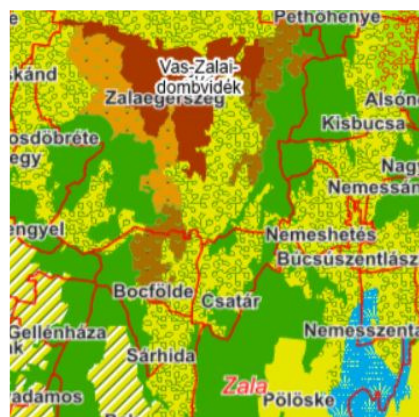 Pethőhenye
Vas-Zalai-
dombvidék
skánd
Zalaegerszeg
Alsón
Kisbucsa
osdöbréte
egy
Nagy
Nemessán
engyel
Nemeshetés
Búcsúszentlász
Bocfölde
Csatár
Gellénháza
Nemesszenta
Sárhida
Zala
Pölöske
adamos